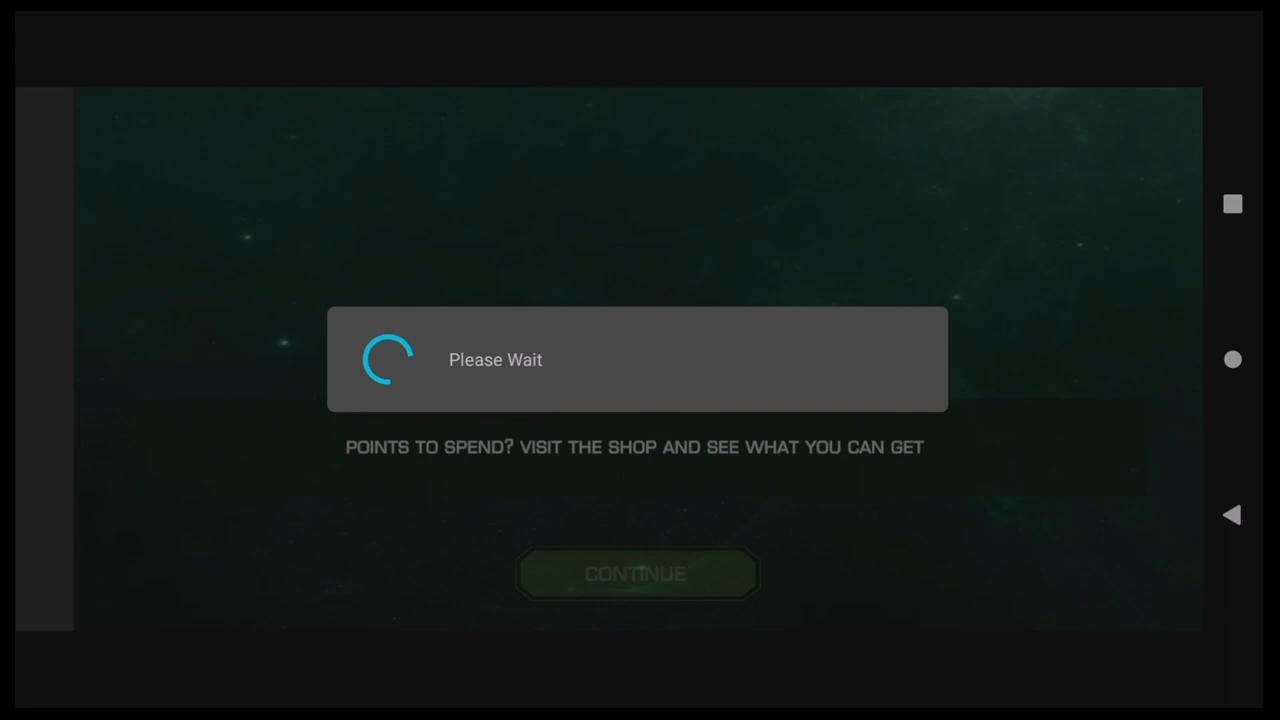 Please Wait
POINTS TO SPEND? VISIT THE SHOP AND SEE WHAT YOU CAN GET
CONTINUE